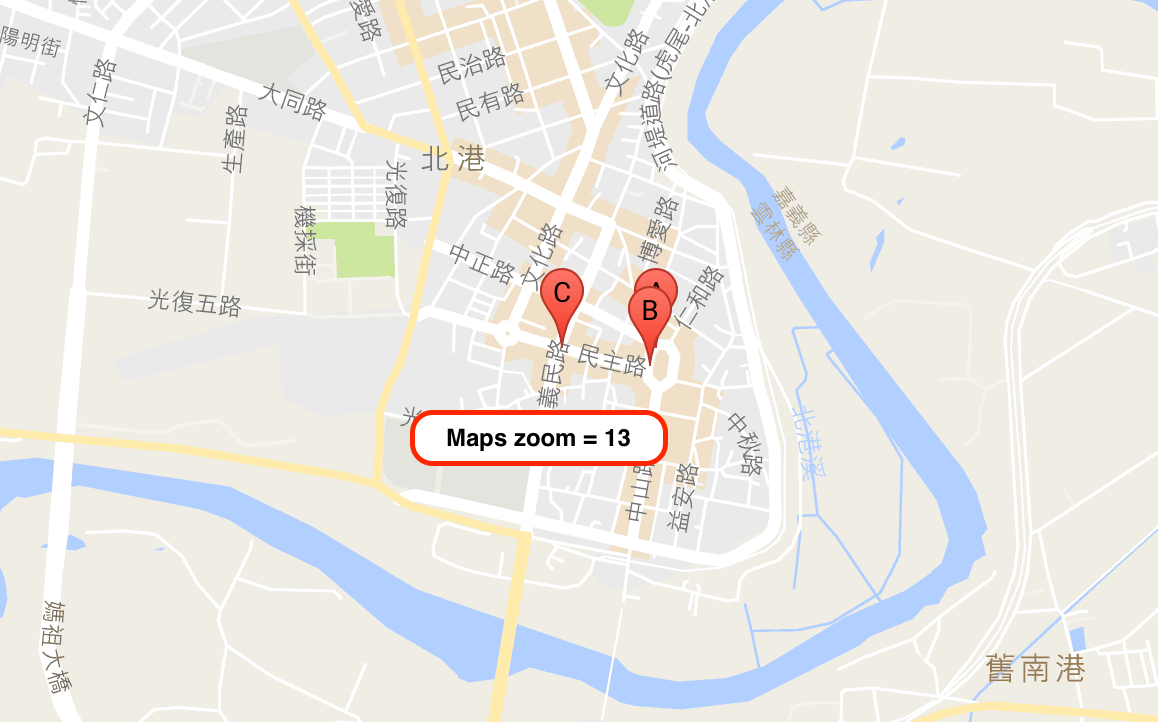 陽明街
文仁路
愛路
民治路
民有路
文化路
河堤道路(虎尾-北
大同路
生產路
北港
光復路
機採街
中正路
文化路
博愛路
嘉義縣
雲林縣
仁和路
光復五路
C
B
民主路
義民路
光
Maps zoom = 13
中秋路
北港溪
中山路
益安路
媽祖大橋
舊南港